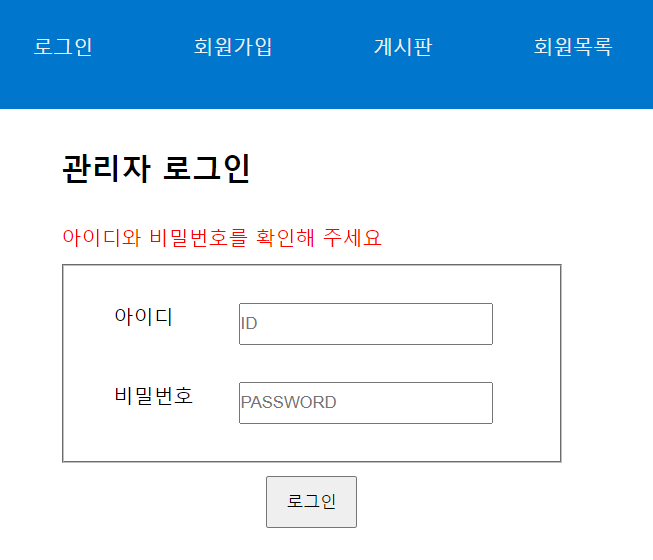 로그인 회원가입 게시판 회원목록
관리자 로그인
아이디와 비밀번호를 확인해 주세요
아이디 ID
비밀번호 PASSWORD
로그인